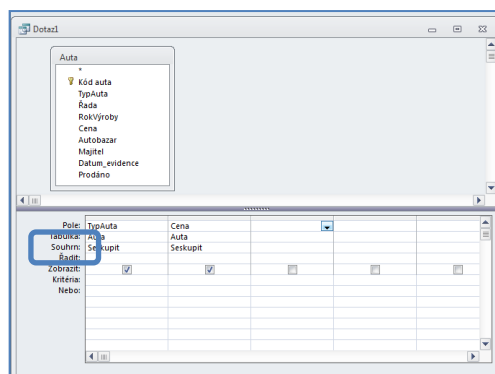 Dotaz1
Auta
*
Kód auta
TypAuta
Řada
RokVýroby
Cena
Autobazar
Majitel
Datum_evidence
Prodáno
Pole: TypAuta Cena
Tabulka: Auta Auta
Souhrn: Seskupit Seskupit
Řadit:
Zobrazit:
Kritéria:
Nebo: